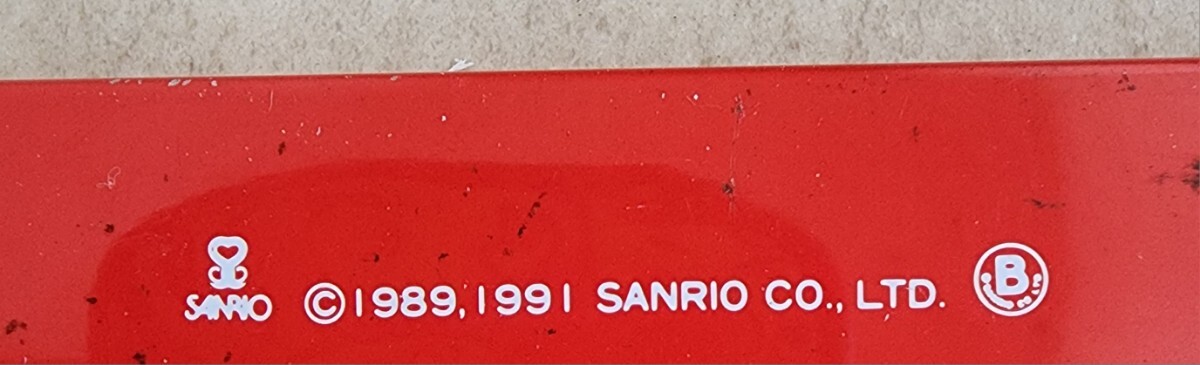 SANRIO
©1989,1991 SANRIO CO., LTD.
B